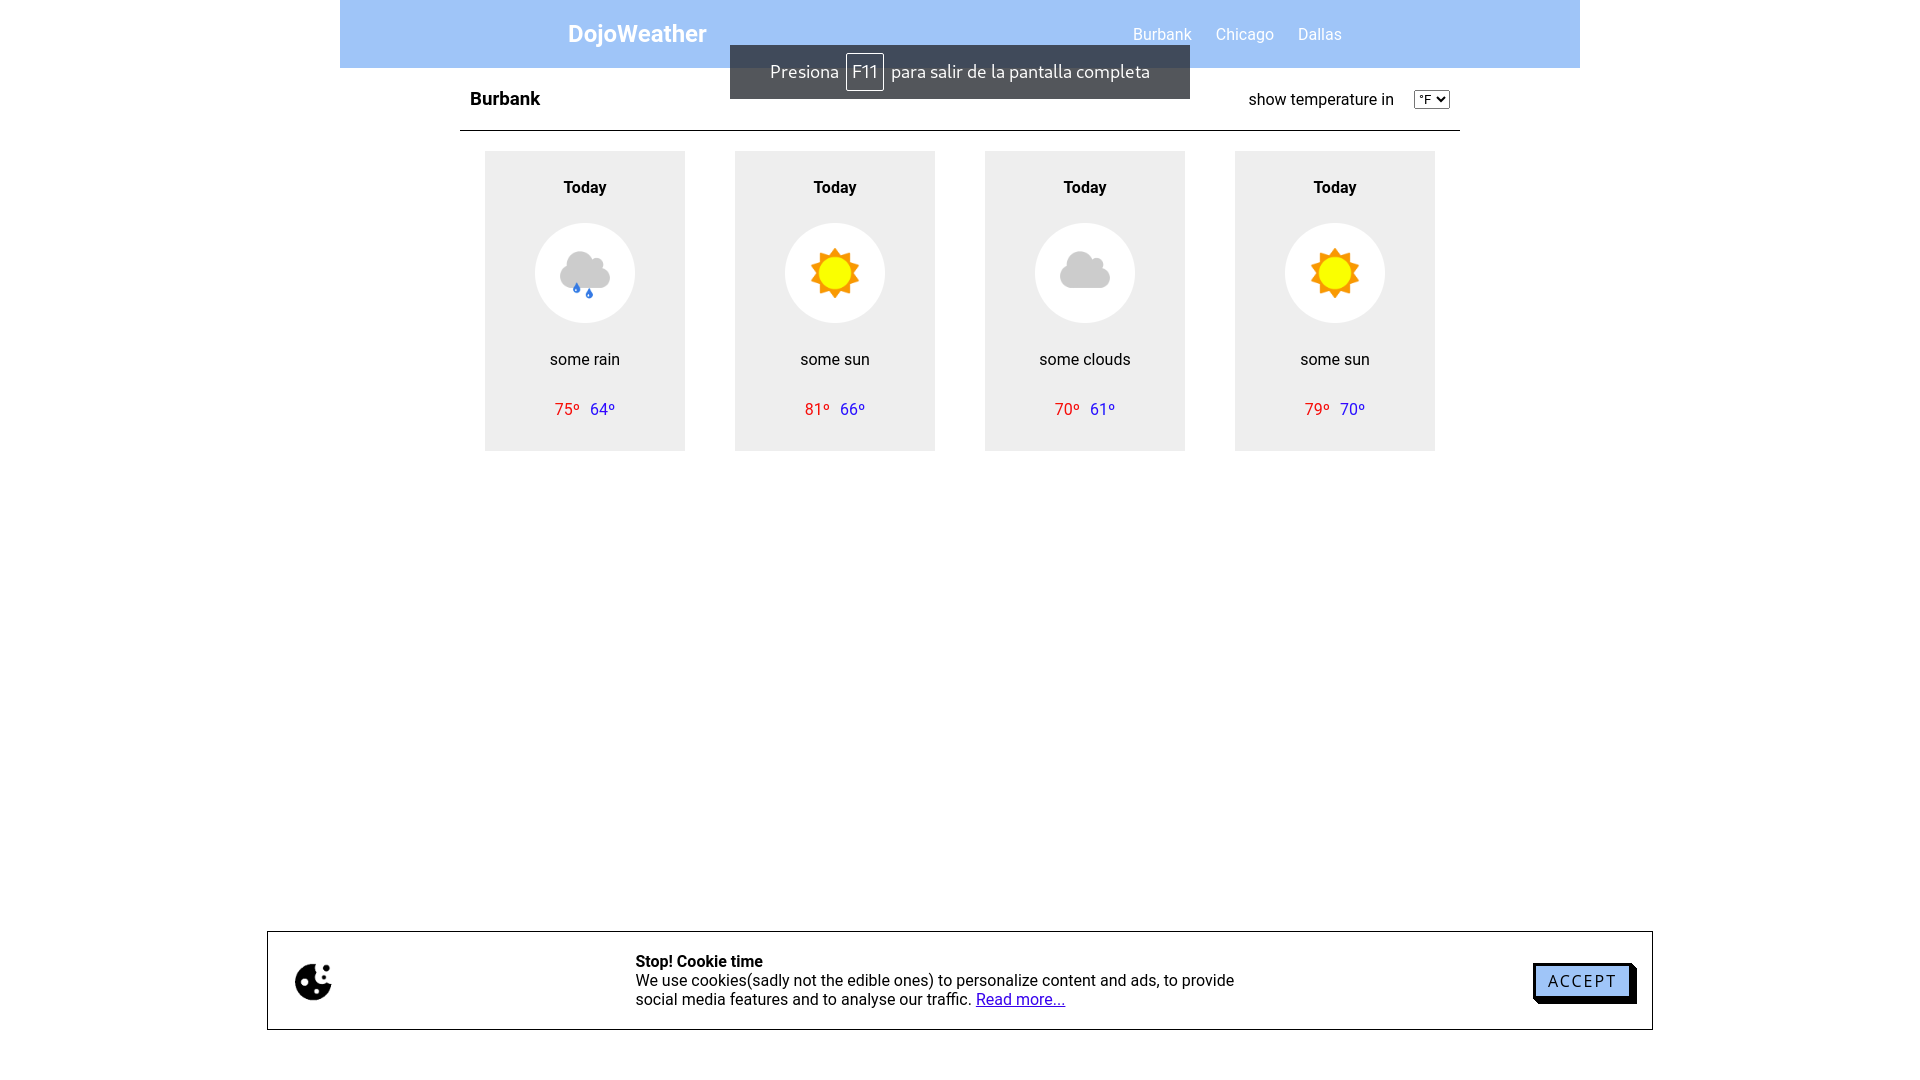 DojoWeather
Burbank Chicago Dallas
Presiona F11 para salir de la pantalla completa
Burbank
show temperature in °F
Today
some rain
75º 64º
Today
some sun
81º 66º
Today
some clouds
70º 61º
Today
some sun
79º 70º
Stop! Cookie time
We use cookies(sadly not the edible ones) to personalize content and ads, to provide
social media features and to analyse our traffic. Read more...
ACCEPT